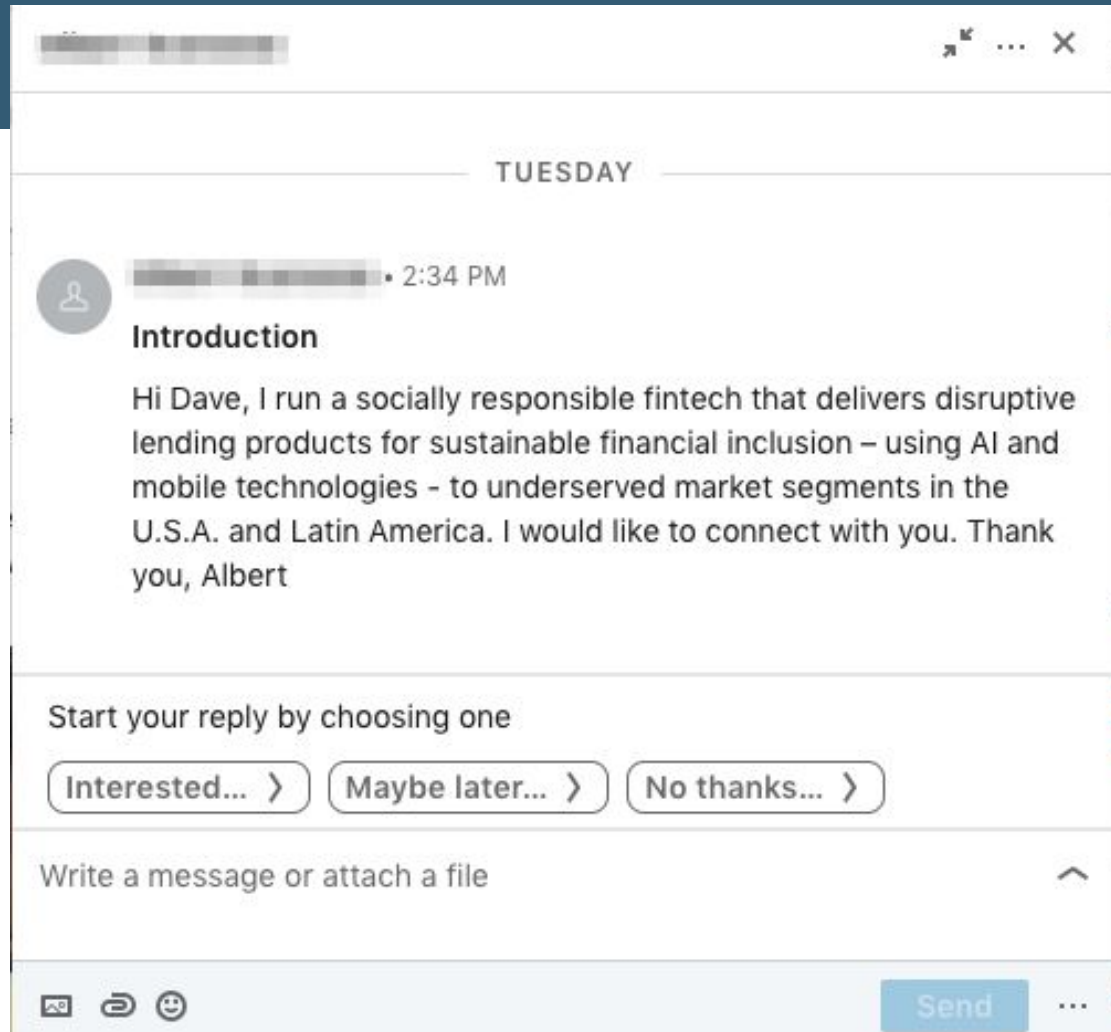 TUESDAY
• 2:34 PM
Introduction
Hi Dave, I run a socially responsible fintech that delivers disruptive
lending products for sustainable financial inclusion – using AI and
mobile technologies - to underserved market segments in the
U.S.A. and Latin America. I would like to connect with you. Thank
you, Albert
Start your reply by choosing one
Interested... Maybe later... No thanks...
Write a message or attach a file
Send